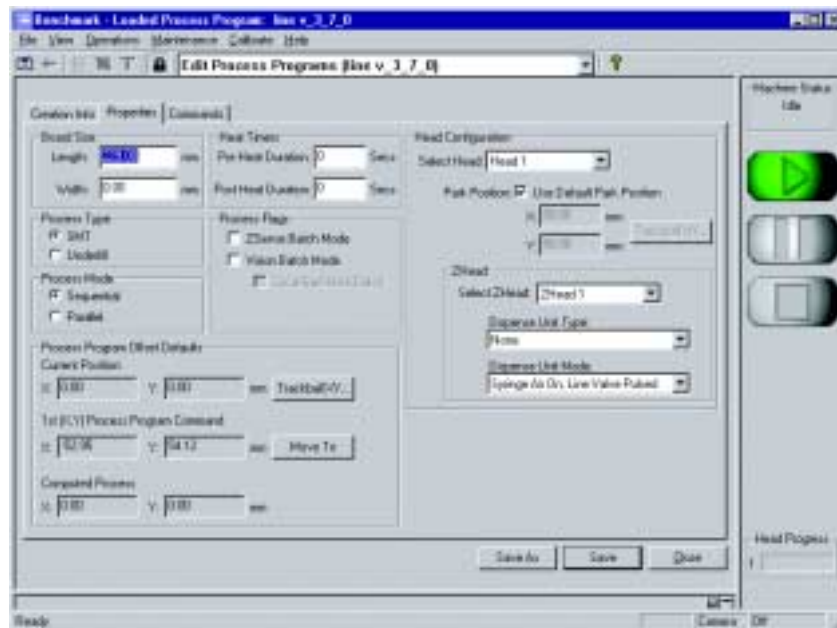 Benchmark - Loaded Process Program: line v_3_7_0
File View Operations Maintenance Calibrate Help
Edit Process Programs (line v_3_7_0)
Creation Info Properties Commands
Board Size
Length: mm
Width: 0.00 mm
Heat Timers
Pre Heat Duration: 0 Secs
Post Heat Duration: 0 Secs
Process Type
SMT
Underfill
Process Mode
Sequential
Parallel
Process Flags
ZSense Batch Mode
Vision Batch Mode
Process Program Offset Defaults
Current Position
X: 0.00 Y: 0.00 mm Trackball XY...
1st (X,Y) Process Program Command
X: Y: 54.12 mm Move To
Computed Process
X: 0.00 Y: 0.00 mm
Head Configuration
Select Head: Head 1
Park Position: Use Default Park Position
X: mm
Y: mm
ZHead
Select ZHead: ZHead 1
Dispense Unit Type:
None
Dispense Unit Mode:
Syringe Air On, Line Valve Pulsed
Save As Save Close
Machine Status
Idle
Head Progress
1
Ready Camera Off